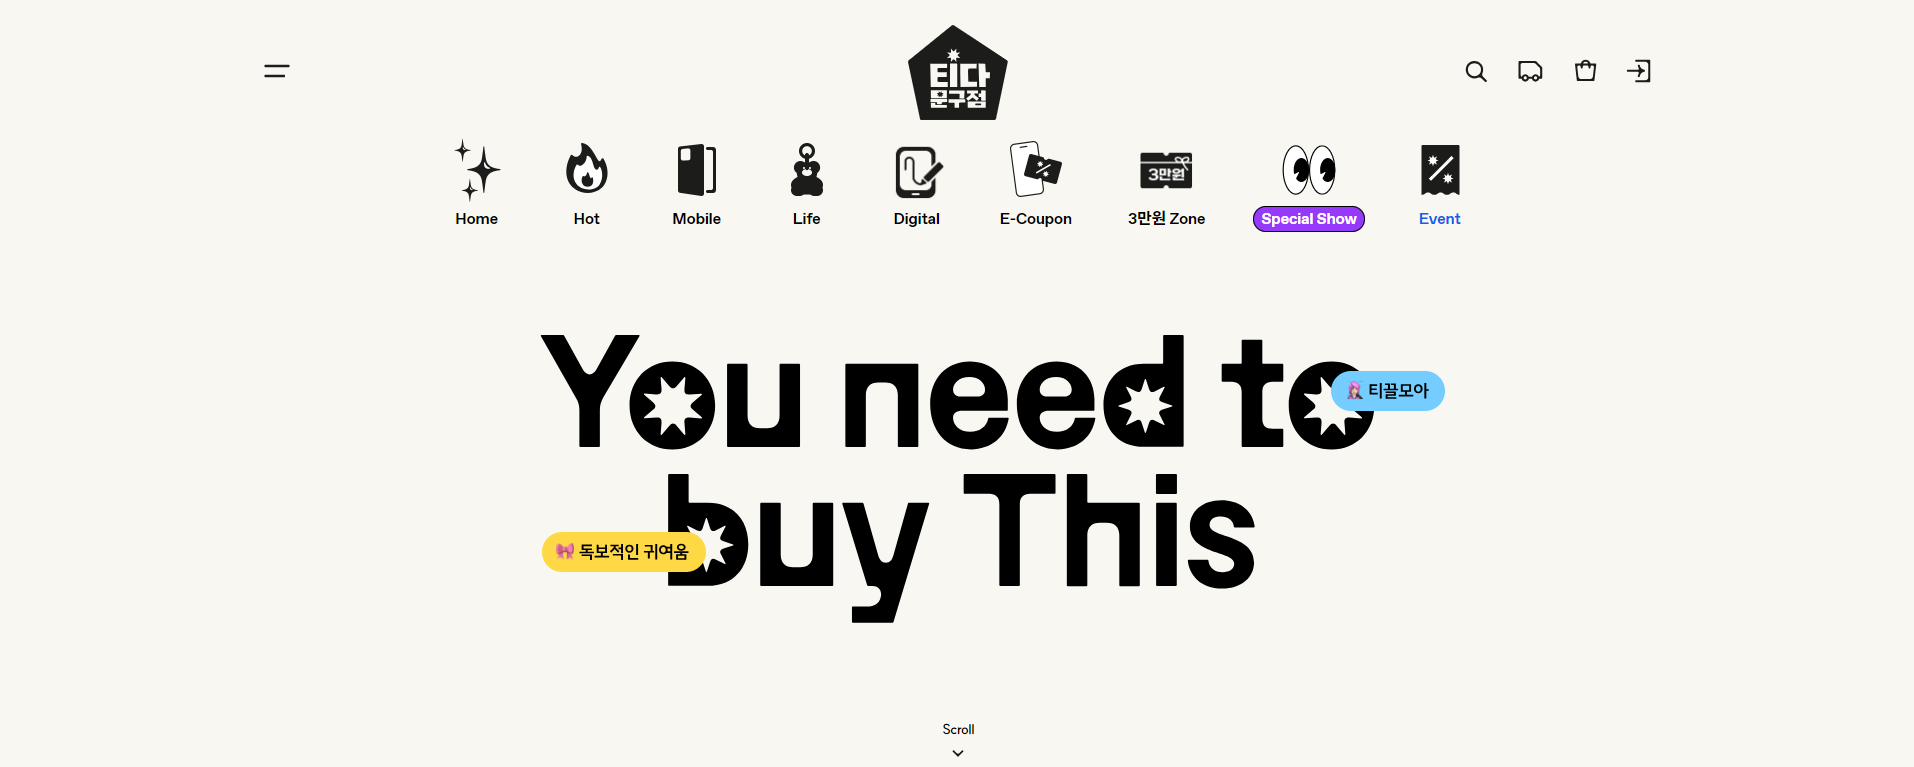 티다
문구점
3만원
Home
Hot
Mobile
Life
Digital
E-Coupon
3만원 Zone
Special Show
Event
You need to
티끌모아
buy This
독보적인 귀여움
Scroll